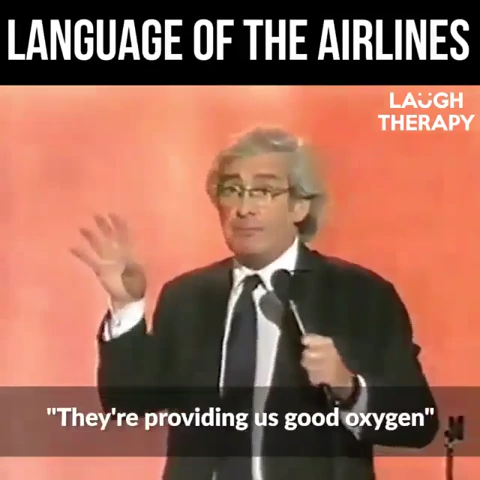 LANGUAGE OF THE AIRLINES
LAUGH
THERAPY
"They're providing us good oxygen"